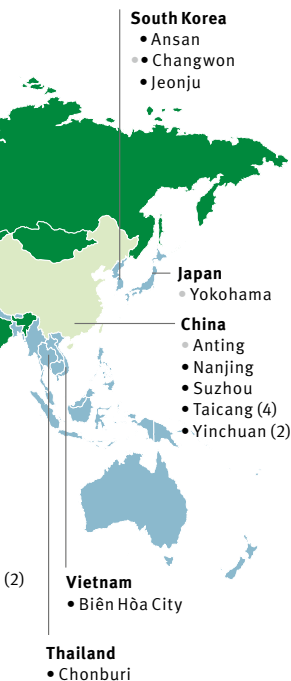 South Korea
• Ansan
•• Changwon
• Jeonju
Japan
• Yokohama
China
• Anting
• Nanjing
• Suzhou
• Taicang (4)
• Yinchuan (2)
(2)
Vietnam
• Biên Hòa City
Thailand
• Chonburi